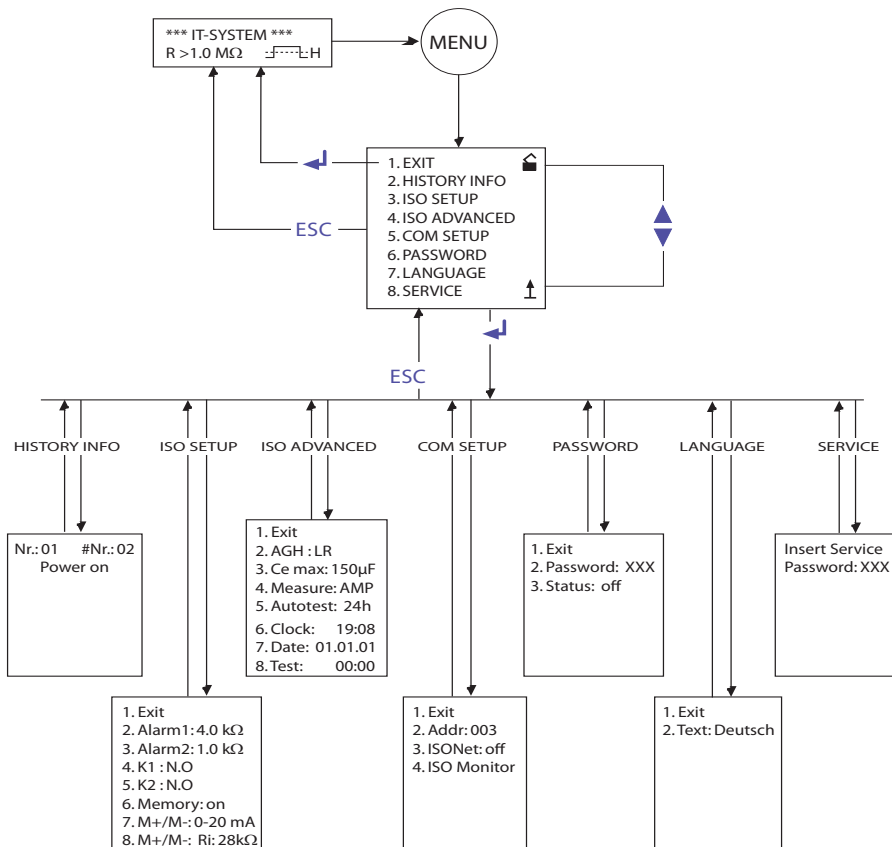 *** IT-SYSTEM ***
R >1.0 MΩ H
MENU
1. EXIT
2. HISTORY INFO
3. ISO SETUP
4. ISO ADVANCED
5. COM SETUP
6. PASSWORD
7. LANGUAGE
8. SERVICE
ESC
ESC
HISTORY INFO
ISO SETUP
ISO ADVANCED
COM SETUP
PASSWORD
LANGUAGE
SERVICE
Nr.: 01 #Nr.: 02
Power on
1. Exit
2. Alarm1: 4.0 kΩ
3. Alarm2: 1.0 kΩ
4. K1 : N.O
5. K2 : N.O
6. Memory: on
7. M+/M-: 0-20 mA
8. M+/M-: Ri: 28kΩ
1. Exit
2. AGH : LR
3. Ce max: 150µF
4. Measure: AMP
5. Autotest: 24h
6. Clock: 19:08
7. Date: 01.01.01
8. Test: 00:00
1. Exit
2. Addr: 003
3. ISONet: off
4. ISO Monitor
1. Exit
2. Password: XXX
3. Status: off
1. Exit
2. Text: Deutsch
Insert Service
Password: XXX